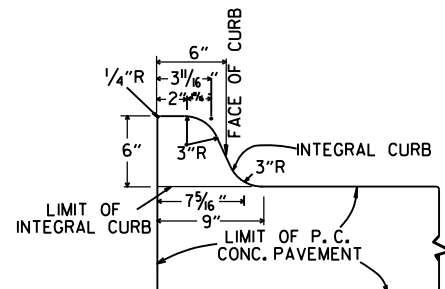 6"
3 11/16"
1/4"R
2"
FACE OF CURB
6"
3"R
INTEGRAL CURB
3"R
LIMIT OF
INTEGRAL CURB
7 5/16"
9"
LIMIT OF P.C.
CONC. PAVEMENT